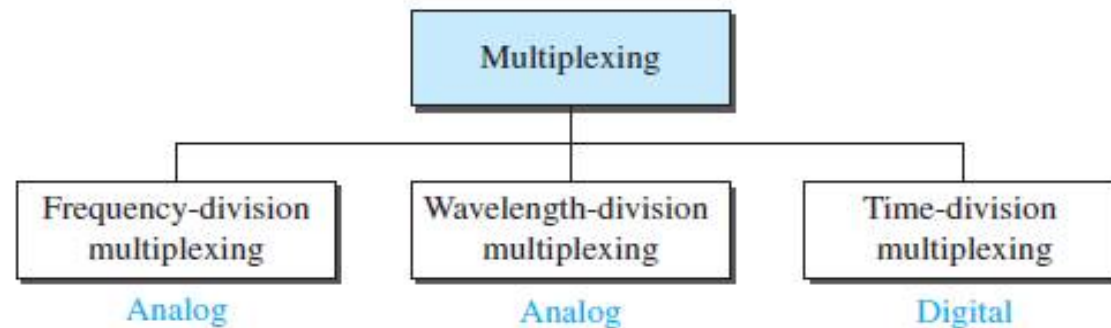 Multiplexing
Frequency-division
multiplexing
Wavelength-division
multiplexing
Time-division
multiplexing
Analog
Analog
Digital